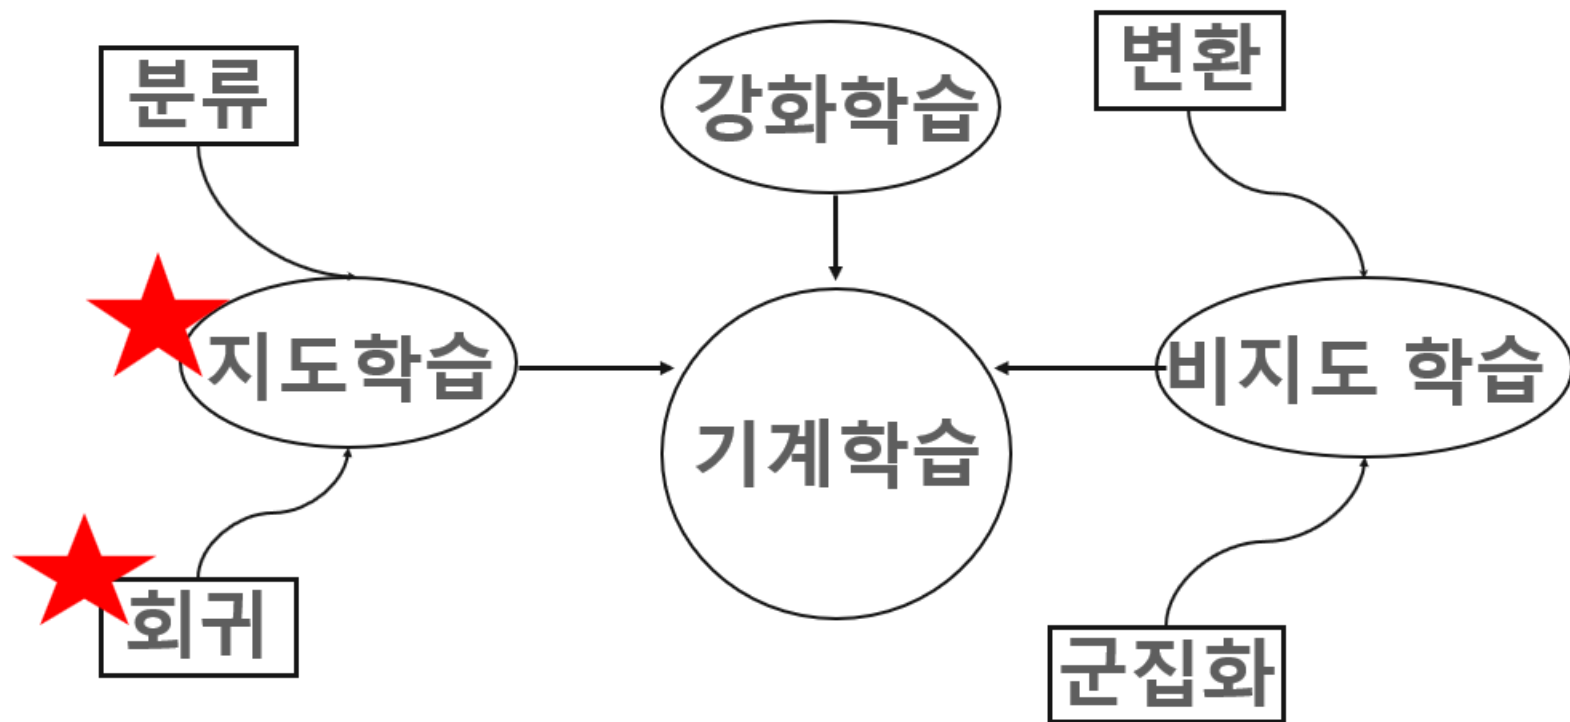 분류
강화학습
변환
지도학습
비지도 학습
기계학습
회귀
군집화